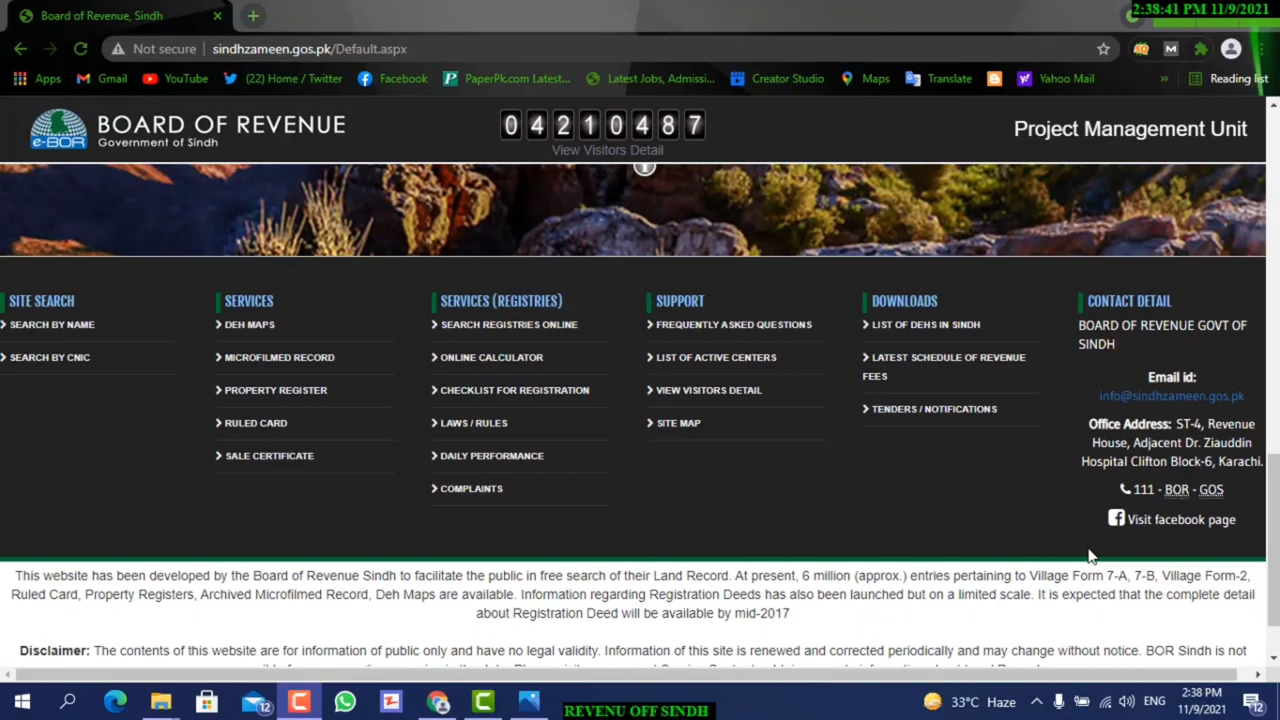 2:38:41 PM 11/9/2021
Board of Revenue, Sindh
Not secure
sindhzameen.gos.pk/Default.aspx
Apps
Gmail
YouTube
(22) Home / Twitter
Facebook
PaperPk.com Latest...
Latest Jobs, Admissi...
Creator Studio
Maps
Translate
Yahoo Mail
»
Reading list
e-BOR
BOARD OF REVENUE
Government of Sindh
04210487
View Visitors Detail
Project Management Unit
SITE SEARCH
SEARCH BY NAME
SEARCH BY CNIC
SERVICES
DEH MAPS
MICROFILMED RECORD
PROPERTY REGISTER
RULED CARD
SALE CERTIFICATE
SERVICES (REGISTRIES)
SEARCH REGISTRIES ONLINE
ONLINE CALCULATOR
CHECKLIST FOR REGISTRATION
LAWS / RULES
DAILY PERFORMANCE
COMPLAINTS
SUPPORT
FREQUENTLY ASKED QUESTIONS
LIST OF ACTIVE CENTERS
VIEW VISITORS DETAIL
SITE MAP
DOWNLOADS
LIST OF DEHS IN SINDH
LATEST SCHEDULE OF REVENUE
FEES
TENDERS / NOTIFICATIONS
CONTACT DETAIL
BOARD OF REVENUE GOVT OF
SINDH
Email id:
info@sindhzameen.gos.pk
Office Address: ST-4, Revenue
House, Adjacent Dr. Ziauddin
Hospital Clifton Block-6, Karachi.
111 - BOR - GOS
Visit facebook page
This website has been developed by the Board of Revenue Sindh to facilitate the public in free search of their Land Record. At present, 6 million (approx.) entries pertaining to Village Form 7-A, 7-B, Village Form-2,
Ruled Card, Property Registers, Archived Microfilmed Record, Deh Maps are available. Information regarding Registration Deeds has also been launched but on a limited scale. It is expected that the complete detail
about Registration Deed will be available by mid-2017
Disclaimer: The contents of this website are for information of public only and have no legal validity. Information of this site is renewed and corrected periodically and may change without notice. BOR Sindh is not
12
33°C Haze
ENG
2:38 PM
11/9/2021
12
REVENU OFF SINDH